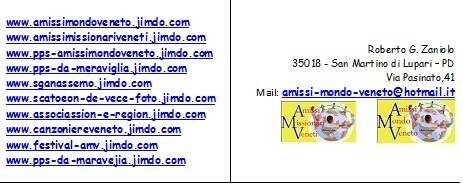 www.amissimondoveneto.jimdo.com
www.amissimissionariveneti.jimdo.com
www.pps-amissimondoveneto.jimdo.com
www.pps-da-meraviglia.jimdo.com
www.sganassemo.jimdo.com
www.scatoeon-de-vece-foto.jimdo.com
www.associassion-e-region.jimdo.com
www.canzoniereveneto.jimdo.com
www.festival-amv.jimdo.com
www.pps-da-maravejia.jimdo.com
Roberto G. Zaniolo
35018 - San Martino di Lupari - PD
Via Pasinato,41
Mail: amissi-mondo-veneto@hotmail.it
Amissi
Missionari
Veneti
Amissi
Mondo
Veneto